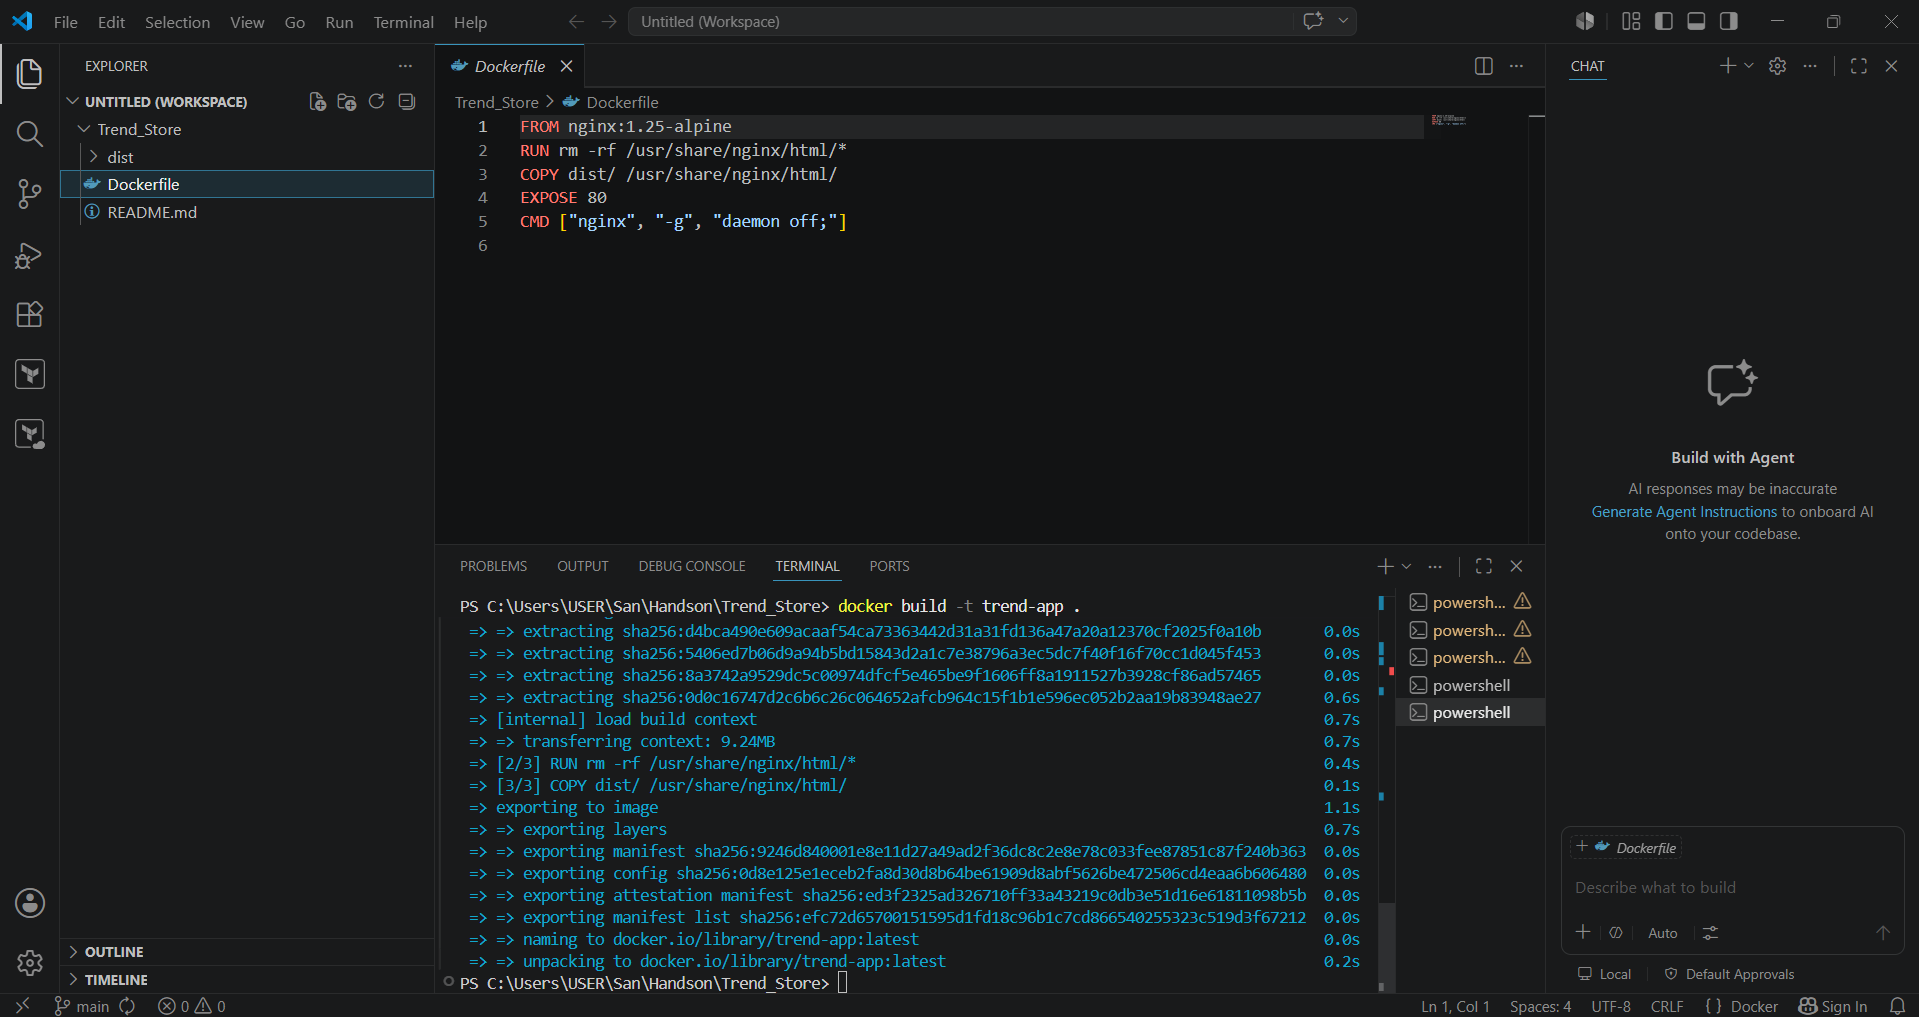 File Edit Selection View Go Run Terminal Help
Untitled (Workspace)
EXPLORER
UNTITLED (WORKSPACE)
Trend_Store
dist
Dockerfile
README.md
OUTLINE
TIMELINE
Dockerfile
Trend_Store > Dockerfile
1 FROM nginx:1.25-alpine
2 RUN rm -rf /usr/share/nginx/html/*
3 COPY dist/ /usr/share/nginx/html/
4 EXPOSE 80
5 CMD ["nginx", "-g", "daemon off;"]
6
PROBLEMS OUTPUT DEBUG CONSOLE TERMINAL PORTS
PS C:\Users\USER\San\Handson\Trend_Store> docker build -t trend-app .
=> => extracting sha256:d4bca490e609acaaf54ca73363442d31a31fd136a47a20a12370cf2025f0a10b 0.0s
=> => extracting sha256:5406ed7b06d9a94b5bd15843d2a1c7e38796a3ec5dc7f40f16f70cc1d045f453 0.0s
=> => extracting sha256:8a3742a9529dc5c00974dfcf5e465be9f1606ff8a1911527b3928cf86ad57465 0.0s
=> => extracting sha256:0d0c16747d2c6b6c26c064652afcb964c15f1b1e596ec052b2aa19b83948ae27 0.6s
=> [internal] load build context 0.7s
=> => transferring context: 9.24MB 0.7s
=> [2/3] RUN rm -rf /usr/share/nginx/html/* 0.4s
=> [3/3] COPY dist/ /usr/share/nginx/html/ 0.1s
=> exporting to image 1.1s
=> => exporting layers 0.7s
=> => exporting manifest sha256:9246d840001e8e11d27a49ad2f36dc8c2e8e78c033fee87851c87f240b363 0.0s
=> => exporting config sha256:0d8e125e1eceb2fa8d30d8b64be61909d8abf5626be472506cd4eaa6b606480 0.0s
=> => exporting attestation manifest sha256:ed3f2325ad326710ff33a43219c0db3e51d16e61811098b5b 0.0s
=> => exporting manifest list sha256:efc72d65700151595d1fd18c96b1c7cd866540255323c519d3f67212 0.0s
=> => naming to docker.io/library/trend-app:latest 0.0s
=> => unpacking to docker.io/library/trend-app:latest 0.2s
PS C:\Users\USER\San\Handson\Trend_Store>
powersh...
powersh...
powersh...
powershell
powershell
CHAT
Build with Agent
AI responses may be inaccurate
Generate Agent Instructions to onboard AI
onto your codebase.
Dockerfile
Describe what to build
Auto
Local Default Approvals
main 0 0 Ln 1, Col 1 Spaces: 4 UTF-8 CRLF { } Docker Sign In